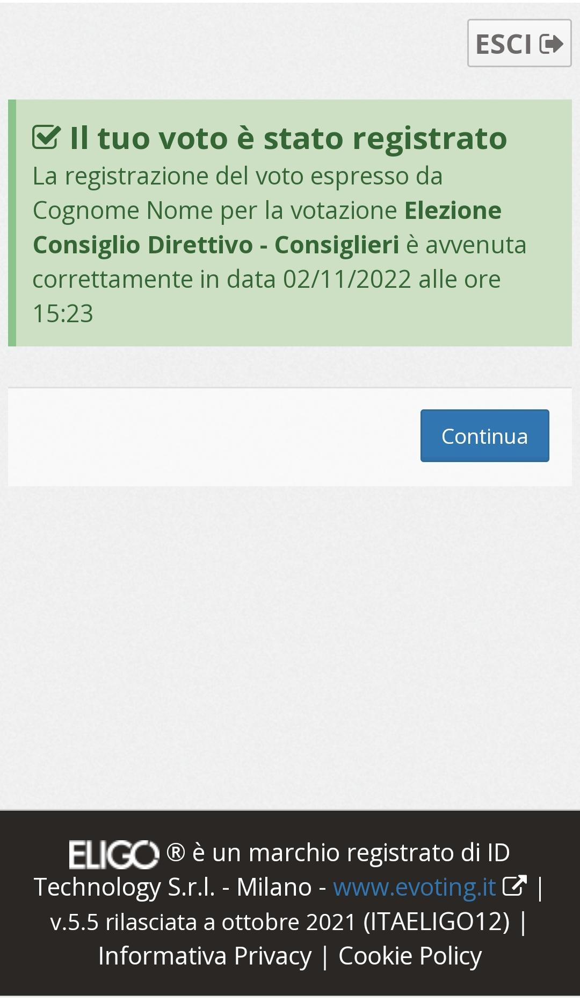 ESCI
Il tuo voto è stato registrato
La registrazione del voto espresso da
Cognome Nome per la votazione Elezione
Consiglio Direttivo - Consiglieri è avvenuta
correttamente in data 02/11/2022 alle ore
15:23
Continua
ELIGO ® è un marchio registrato di ID
Technology S.r.l. - Milano - www.evoting.it |
v.5.5 rilasciata a ottobre 2021 (ITAELIGO12) |
Informativa Privacy | Cookie Policy